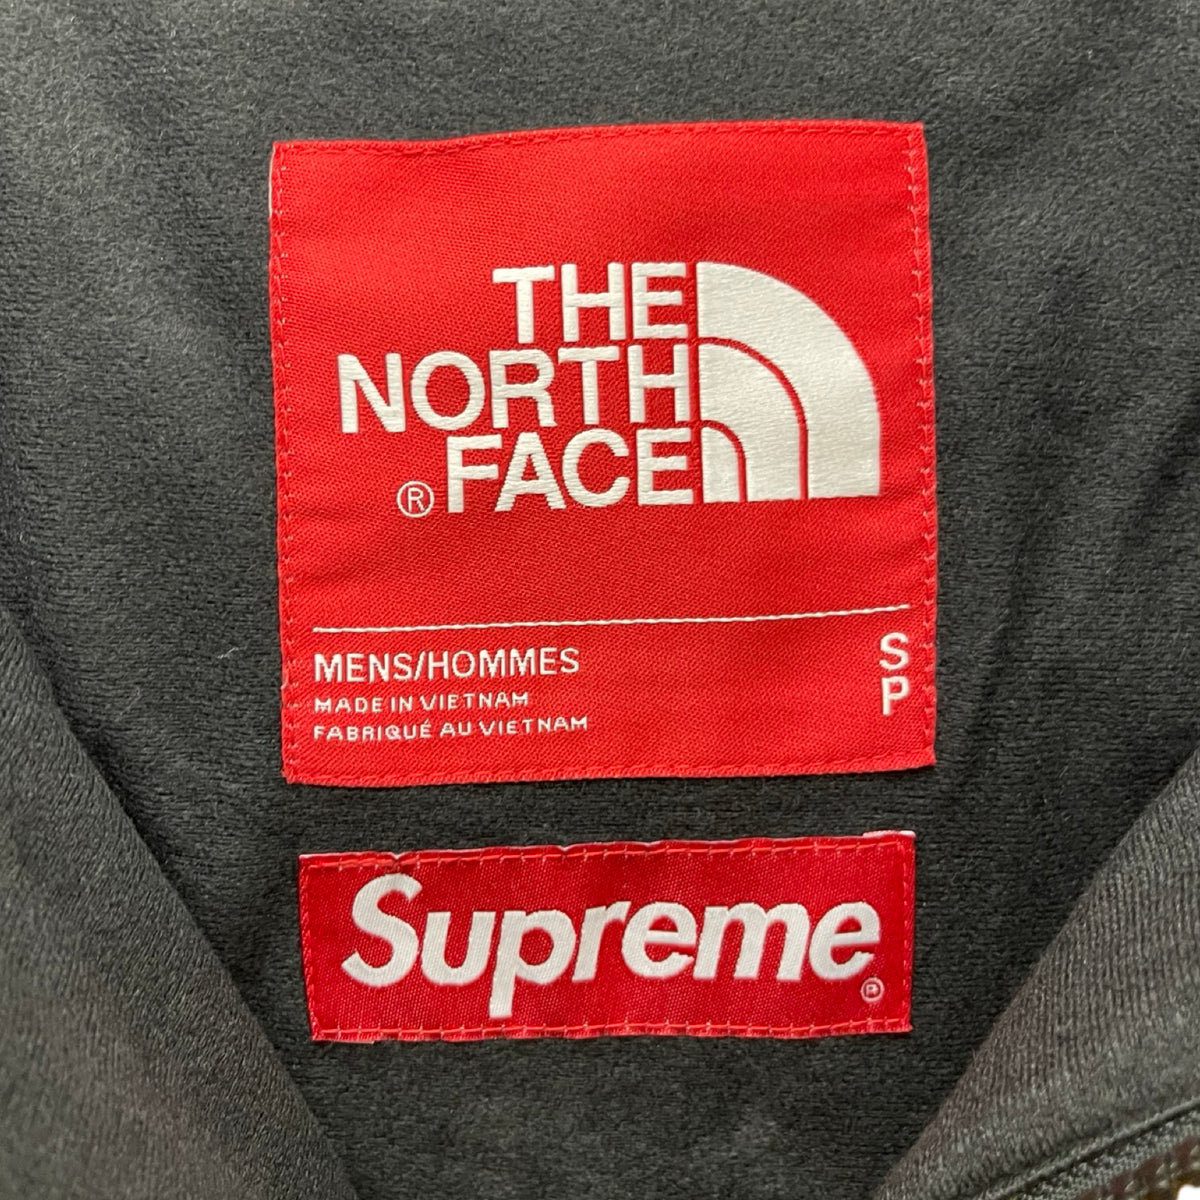 THE
NORTH
® FACE
MENS/HOMMES S
MADE IN VIETNAM P
FABRIQUÉ AU VIETNAM
Supreme ®